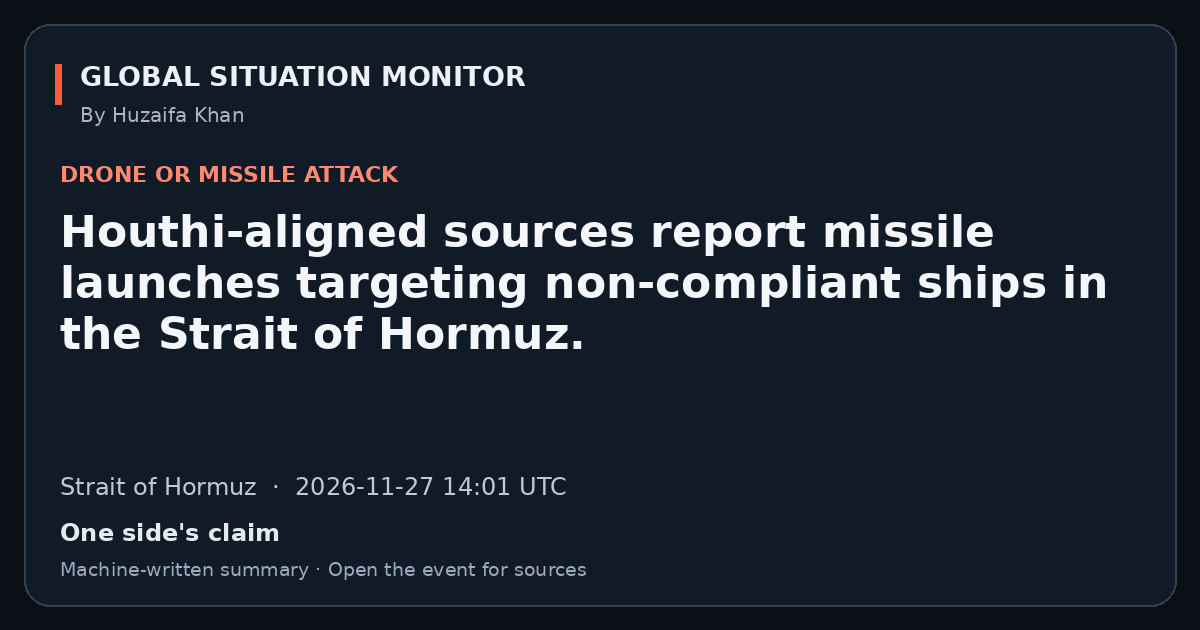 GLOBAL SITUATION MONITOR
By Huzaifa Khan
DRONE OR MISSILE ATTACK
Houthi-aligned sources report missile
launches targeting non-compliant ships in
the Strait of Hormuz.
Strait of Hormuz · 2026-11-27 14:01 UTC
One side's claim
Machine-written summary · Open the event for sources